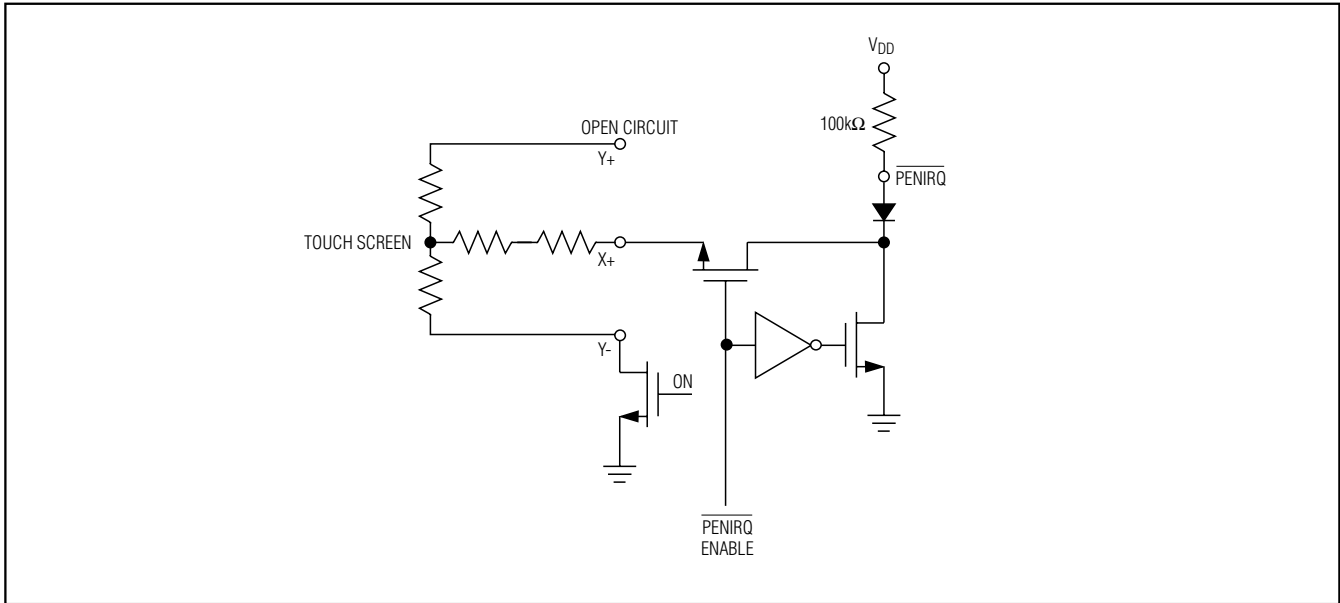 VDD
100kΩ
OPEN CIRCUIT
Y+
PENIRQ
TOUCH SCREEN
X+
Y-
ON
PENIRQ
ENABLE